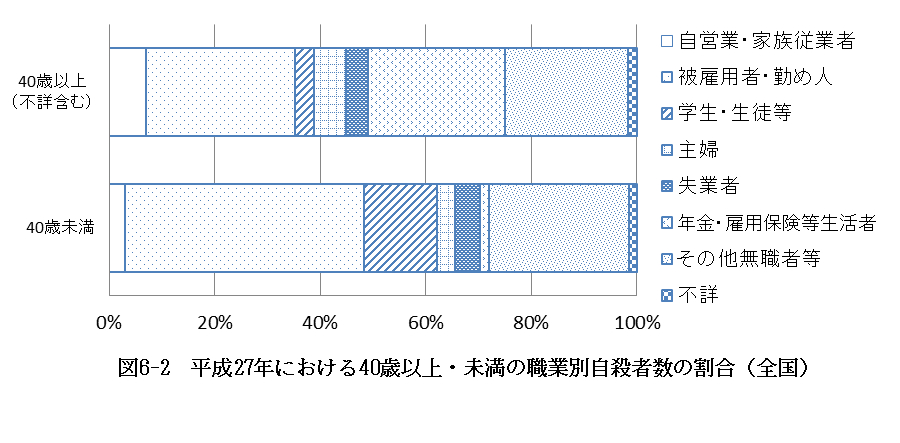 40歳以上
（不詳含む）
40歳未満
0%
20%
40%
60%
80%
100%
自営業・家族従業者
被雇用者・勤め人
学生・生徒等
主婦
失業者
年金・雇用保険等生活者
その他無職者等
不詳
図6-2　平成27年における40歳以上・未満の職業別自殺者数の割合（全国）